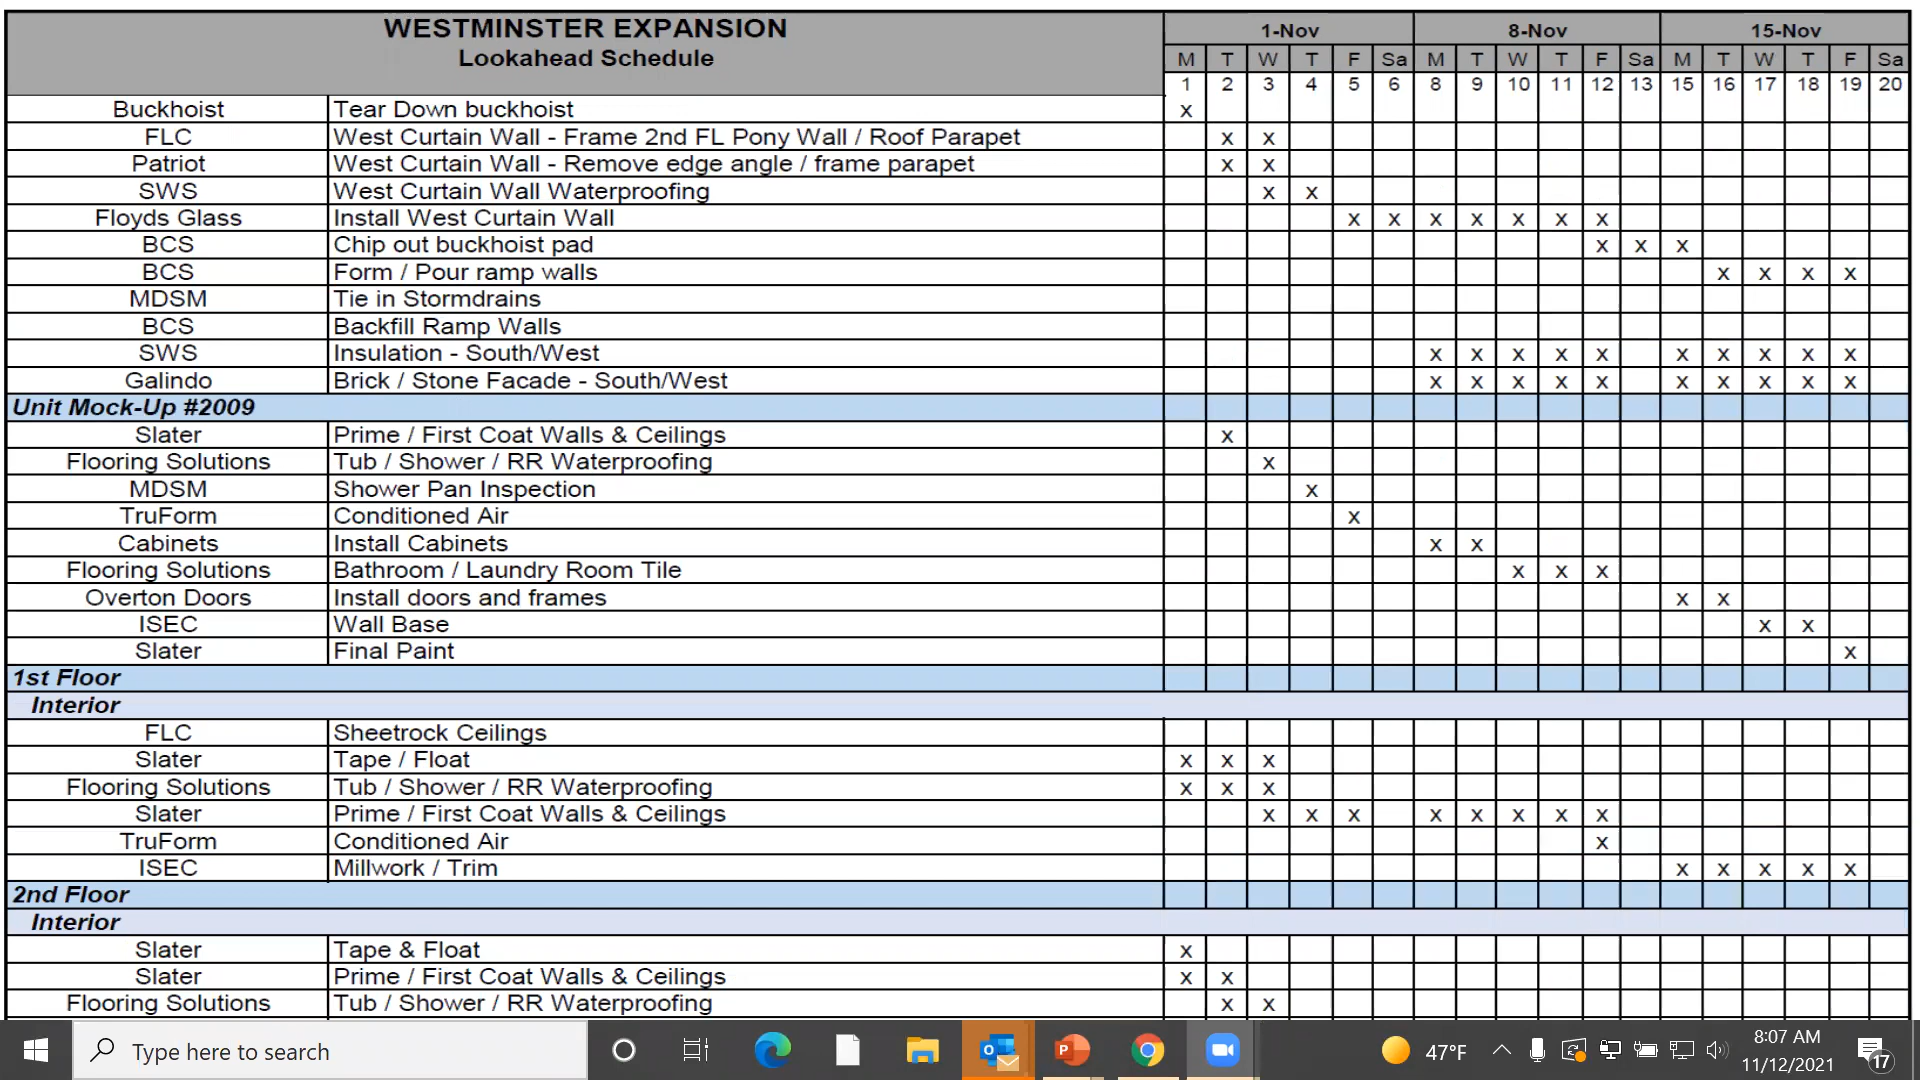 WESTMINSTER EXPANSION
Lookahead Schedule
1-Nov 8-Nov 15-Nov
M T W T F Sa M T W T F Sa M T W T F Sa
1 2 3 4 5 6 8 9 10 11 12 13 15 16 17 18 19 20
Buckhoist Tear Down buckhoist x
FLC West Curtain Wall - Frame 2nd FL Pony Wall / Roof Parapet x x
Patriot West Curtain Wall - Remove edge angle / frame parapet x x
SWS West Curtain Wall Waterproofing x x
Floyds Glass Install West Curtain Wall x x x x x x x
BCS Chip out buckhoist pad x x x
BCS Form / Pour ramp walls x x x x
MDSM Tie in Stormdrains
BCS Backfill Ramp Walls
SWS Insulation - South/West x x x x x x x x x x
Galindo Brick / Stone Facade - South/West x x x x x x x x x x
Unit Mock-Up #2009
Slater Prime / First Coat Walls & Ceilings x
Flooring Solutions Tub / Shower / RR Waterproofing x
MDSM Shower Pan Inspection x
TruForm Conditioned Air x
Cabinets Install Cabinets x x
Flooring Solutions Bathroom / Laundry Room Tile x x x
Overton Doors Install doors and frames x x
ISEC Wall Base x x
Slater Final Paint x
1st Floor
Interior
FLC Sheetrock Ceilings
Slater Tape / Float x x x
Flooring Solutions Tub / Shower / RR Waterproofing x x x
Slater Prime / First Coat Walls & Ceilings x x x x x x x x
TruForm Conditioned Air x
ISEC Millwork / Trim x x x x x
2nd Floor
Interior
Slater Tape & Float x
Slater Prime / First Coat Walls & Ceilings x x
Flooring Solutions Tub / Shower / RR Waterproofing x x
Type here to search
47°F
8:07 AM
11/12/2021
17